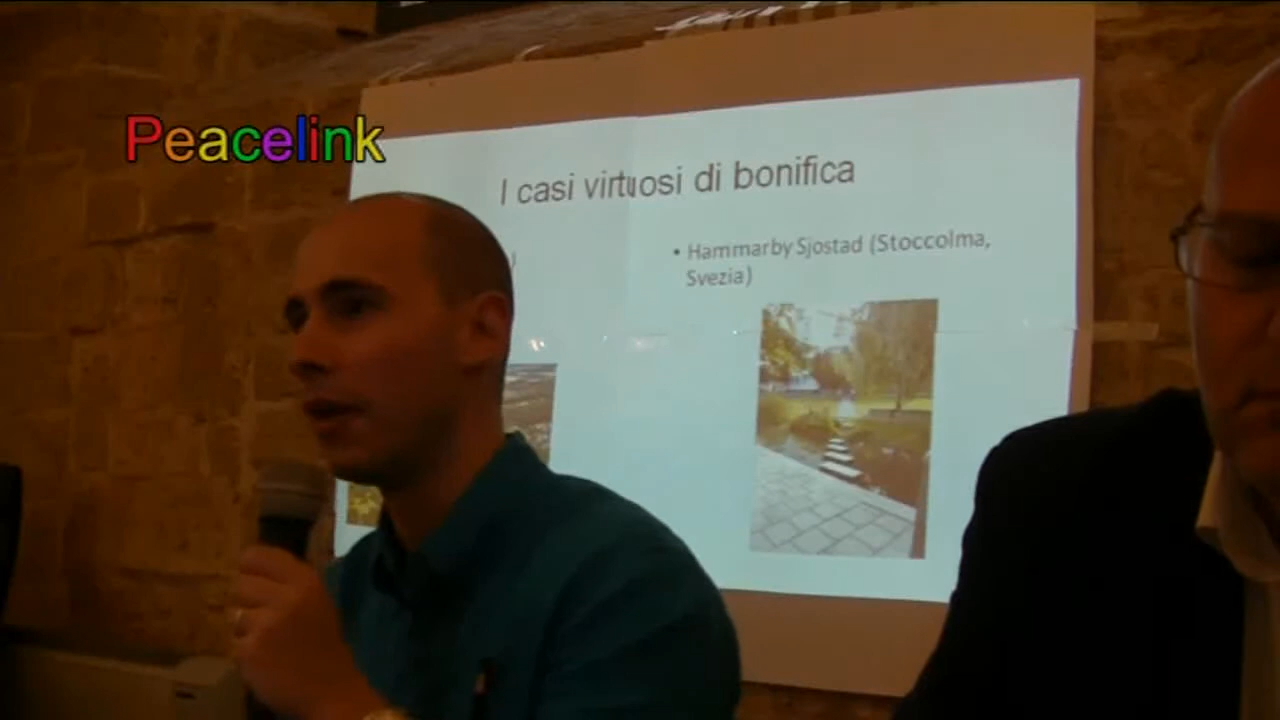 Peacelink
I casi virtuosi di bonifica
• Hammarby Sjostad (Stoccolma,
Svezia)